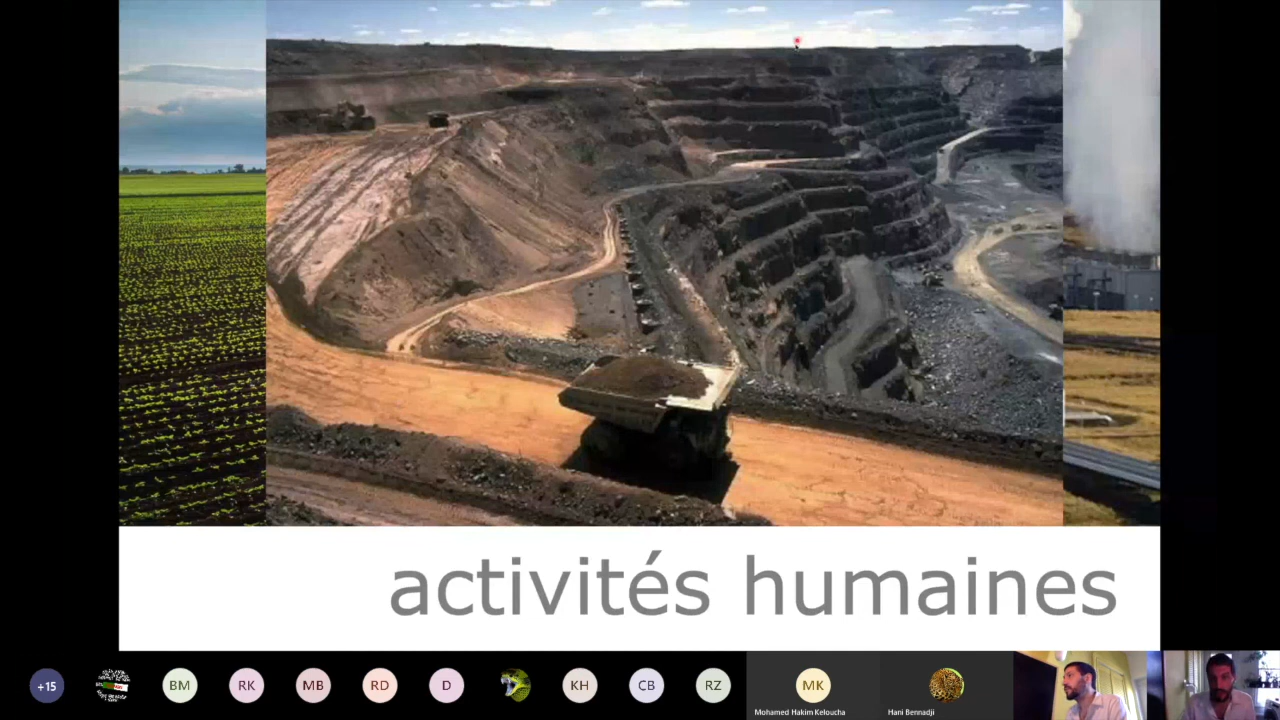 activités humaines
+15
BM
RK
MB
RD
D
KH
CB
RZ
MK
Mohamed Hakim Keloucha
Hani Bennadji